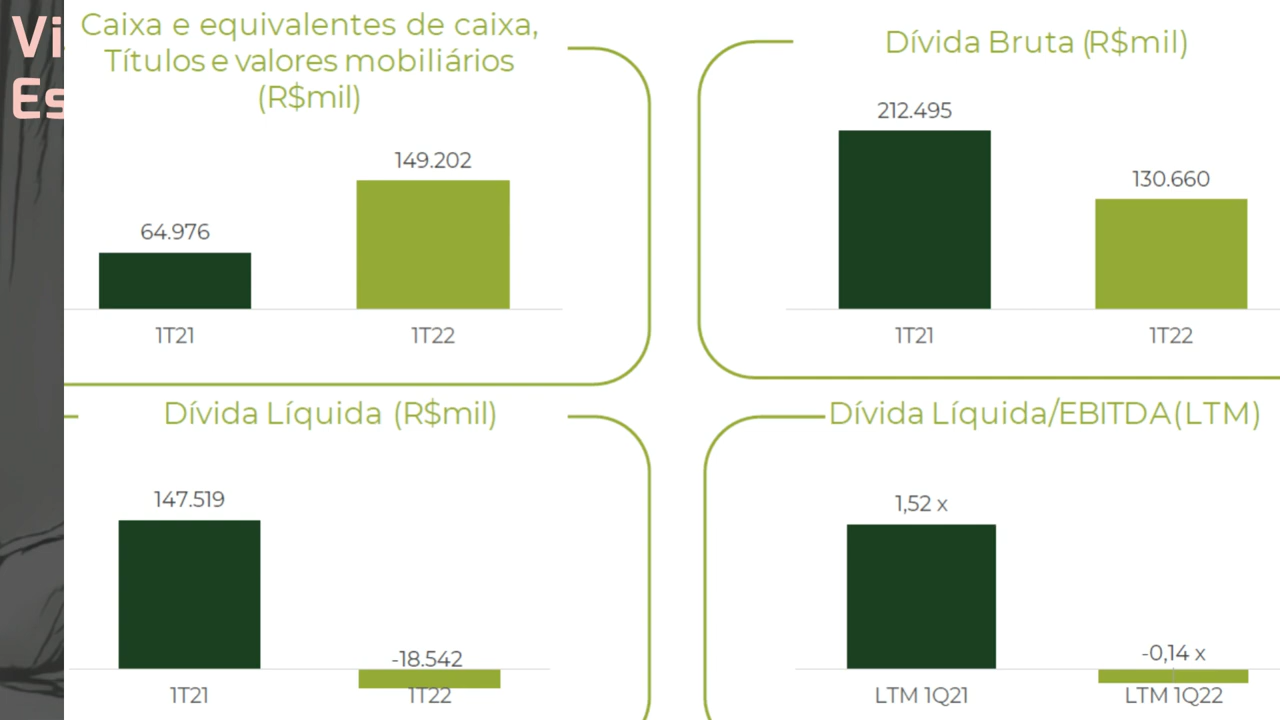 Vi
Es
Caixa e equivalentes de caixa,
Títulos e valores mobiliários
(R$mil)
64.976
149.202
1T21
1T22
Dívida Bruta (R$mil)
212.495
130.660
1T21
1T22
Dívida Líquida (R$mil)
147.519
-18.542
1T21
1T22
Dívida Líquida/EBITDA(LTM)
1,52 x
-0,14 x
LTM 1Q21
LTM 1Q22